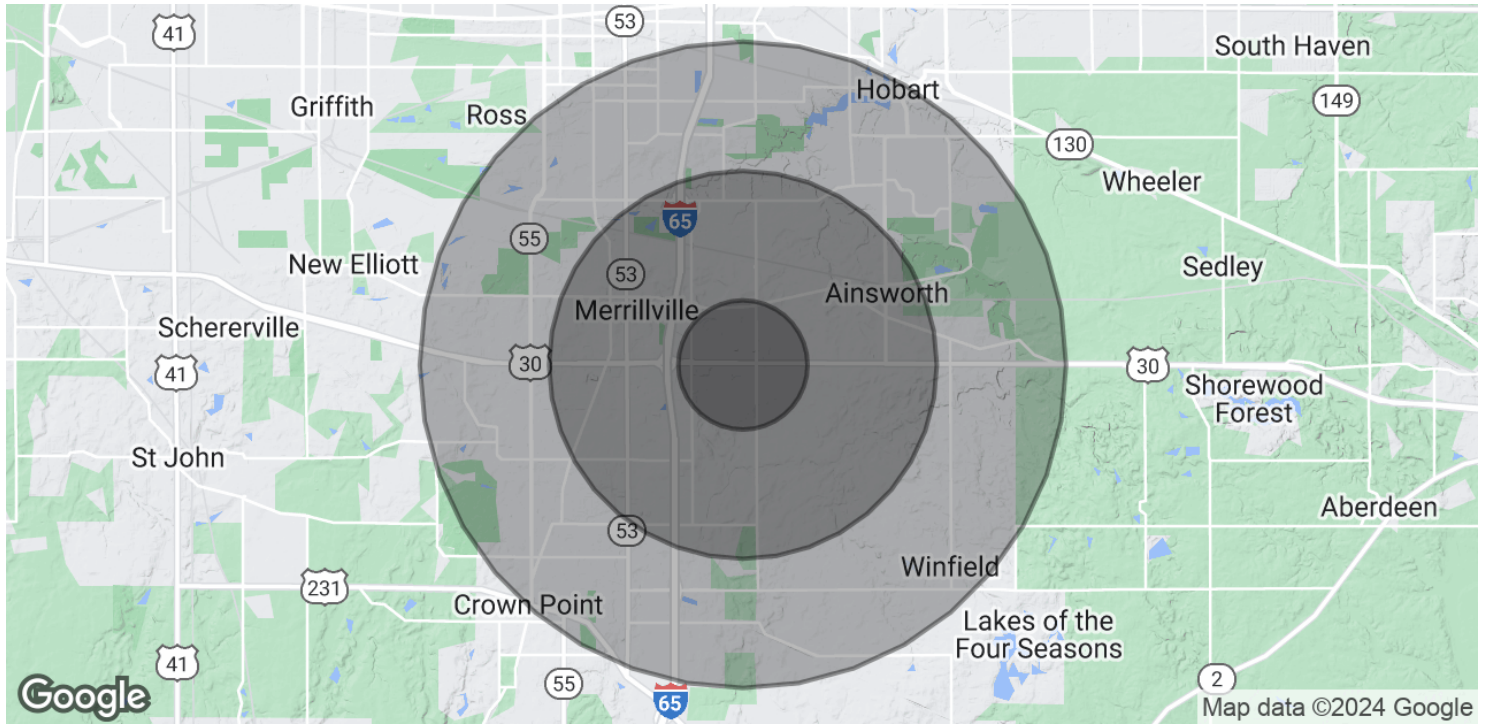 53
41
South Haven
Hobart
Griffith
149
Ross
130
Wheeler
65
55
New Elliott
53
Sedley
Ainsworth
Merrillville
Schererville
30
30
41
Shorewood
Forest
St John
Aberdeen
53
Winfield
231
Crown Point
Lakes of the
Four Seasons
41
55
2
65
Google
Map data ©2024 Google